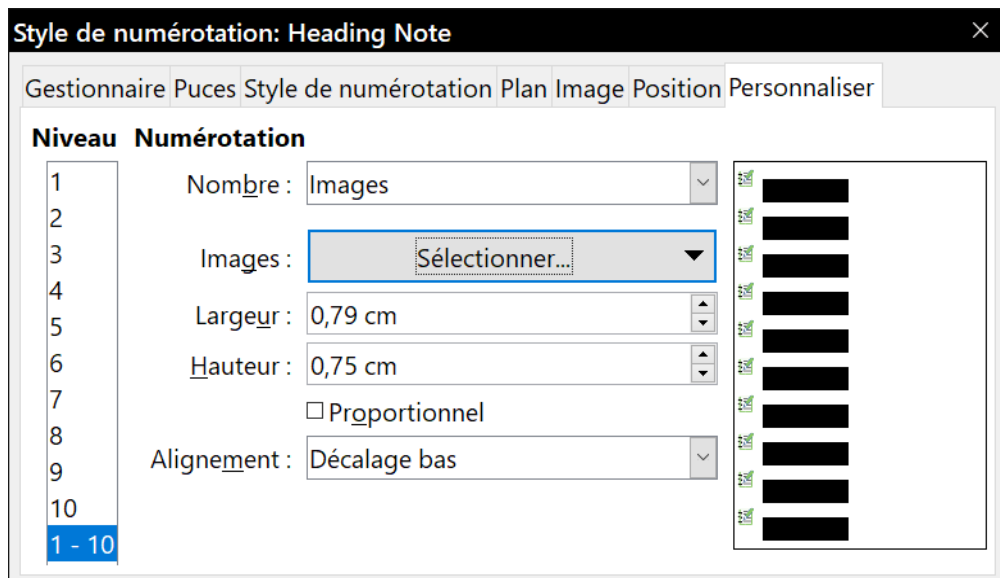 Style de numérotation: Heading Note
Gestionnaire Puces Style de numérotation Plan Image Position Personnaliser
Niveau Numérotation
1
2
3
4
5
6
7
8
9
10
1 - 10
Nombre : Images
Images : Sélectionner...
Largeur : 0,79 cm
Hauteur : 0,75 cm
Proportionnel
Alignement : Décalage bas